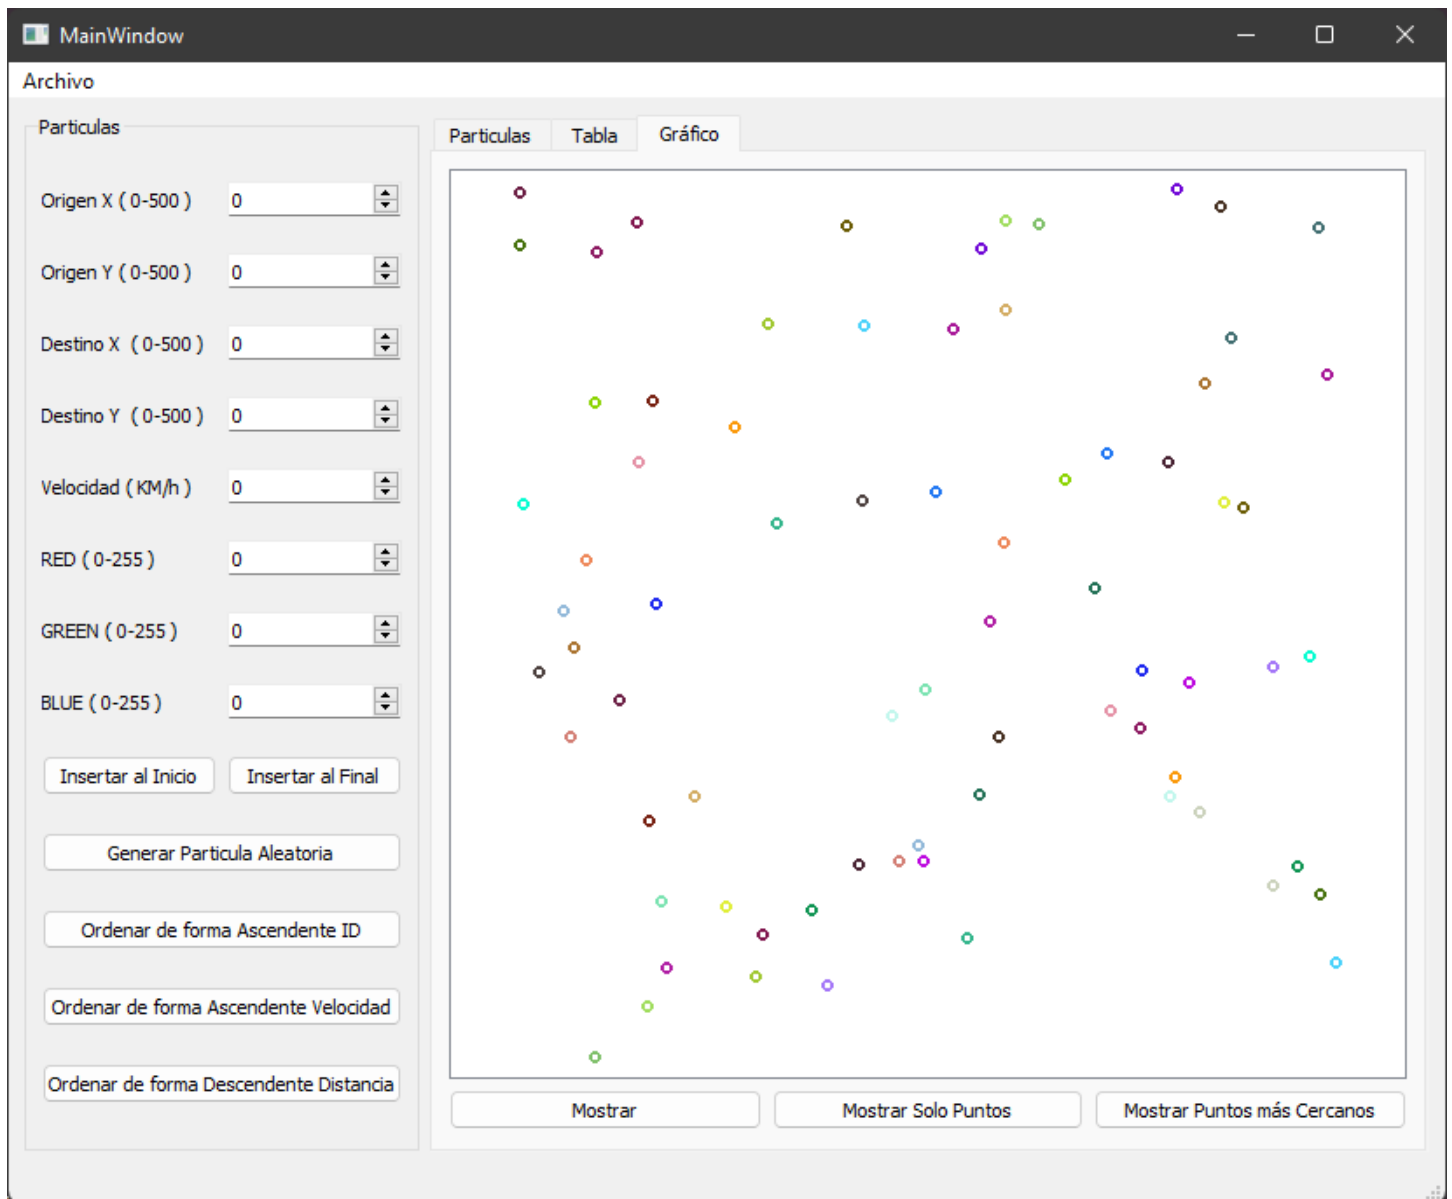 MainWindow
Archivo
Particulas
Origen X ( 0-500 ) 0
Origen Y ( 0-500 ) 0
Destino X  ( 0-500 ) 0
Destino Y  ( 0-500 ) 0
Velocidad ( KM/h ) 0
RED ( 0-255 ) 0
GREEN ( 0-255 ) 0
BLUE ( 0-255 ) 0
Insertar al Inicio Insertar al Final
Generar Particula Aleatoria
Ordenar de forma Ascendente ID
Ordenar de forma Ascendente Velocidad
Ordenar de forma Descendente Distancia
Particulas Tabla Gráfico
Mostrar Mostrar Solo Puntos Mostrar Puntos más Cercanos